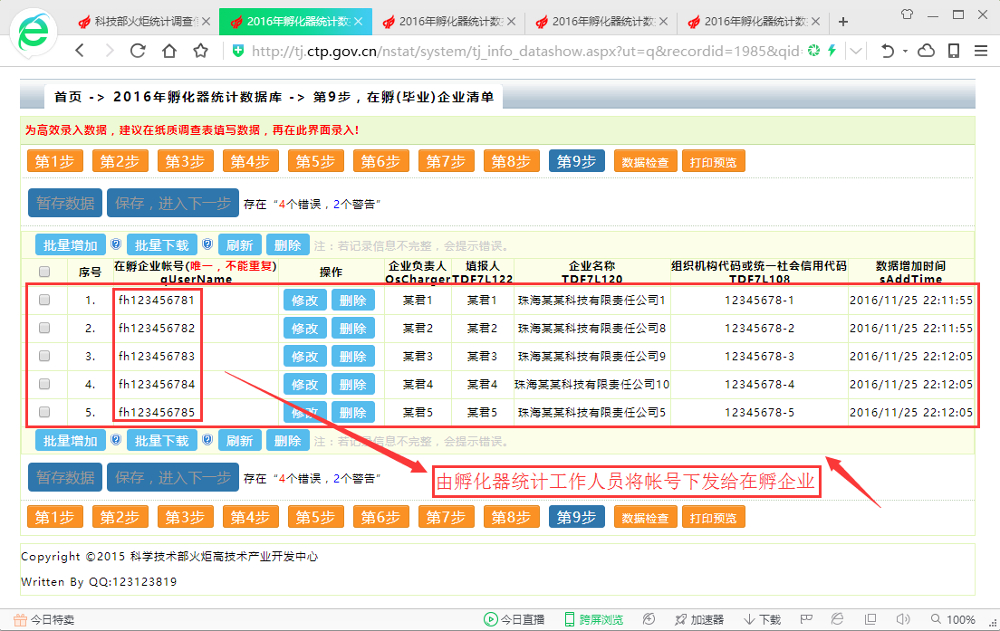 科技部火炬统计调查信
2016年孵化器统计数
2016年孵化器统计数
2016年孵化器统计数
2016年孵化器统计数
http://tj.ctp.gov.cn/nstat/system/tj_info_datashow.aspx?ut=q&recordid=1985&qid
首页 -> 2016年孵化器统计数据库 -> 第9步，在孵(毕业)企业清单
为高效录入数据，建议在纸质调查表填写数据，再在此界面录入!
第1步 第2步 第3步 第4步 第5步 第6步 第7步 第8步 第9步 数据检查 打印预览
暂存数据 保存，进入下一步 存在“4个错误，2个警告”
批量增加 ? 批量下载 ? 刷新 删除 注：若记录信息不完整，会提示错误。
序号 在孵企业帐号(唯一，不能重复) qUserName 操作 企业负责人 QsCharger 填报人 TDF7L122 企业名称 TDF7L120 组织机构代码或统一社会信用代码 TDF7L108 数据增加时间 sAddTime
1. fh123456781 修改 删除 某君1 某君1 珠海某某科技有限责任公司1 12345678-1 2016/11/25 22:11:55
2. fh123456782 修改 删除 某君2 某君2 珠海某某科技有限责任公司8 12345678-2 2016/11/25 22:11:55
3. fh123456783 修改 删除 某君3 某君3 珠海某某科技有限责任公司9 12345678-3 2016/11/25 22:12:05
4. fh123456784 修改 删除 某君4 某君4 珠海某某科技有限责任公司10 12345678-4 2016/11/25 22:12:05
5. fh123456785 修改 删除 某君5 某君5 珠海某某科技有限责任公司5 12345678-5 2016/11/25 22:12:05
批量增加 ? 批量下载 ? 刷新 删除 注：若记录信息不完整，会提示错误。
暂存数据 保存，进入下一步 存在“4个错误，2个警告”
由孵化器统计工作人员将帐号下发给在孵企业
第1步 第2步 第3步 第4步 第5步 第6步 第7步 第8步 第9步 数据检查 打印预览
Copyright ©2015 科学技术部火炬高技术产业开发中心
Written By QQ:123123819
今日特卖 今日直播 跨屏浏览 加速器 下载 100%